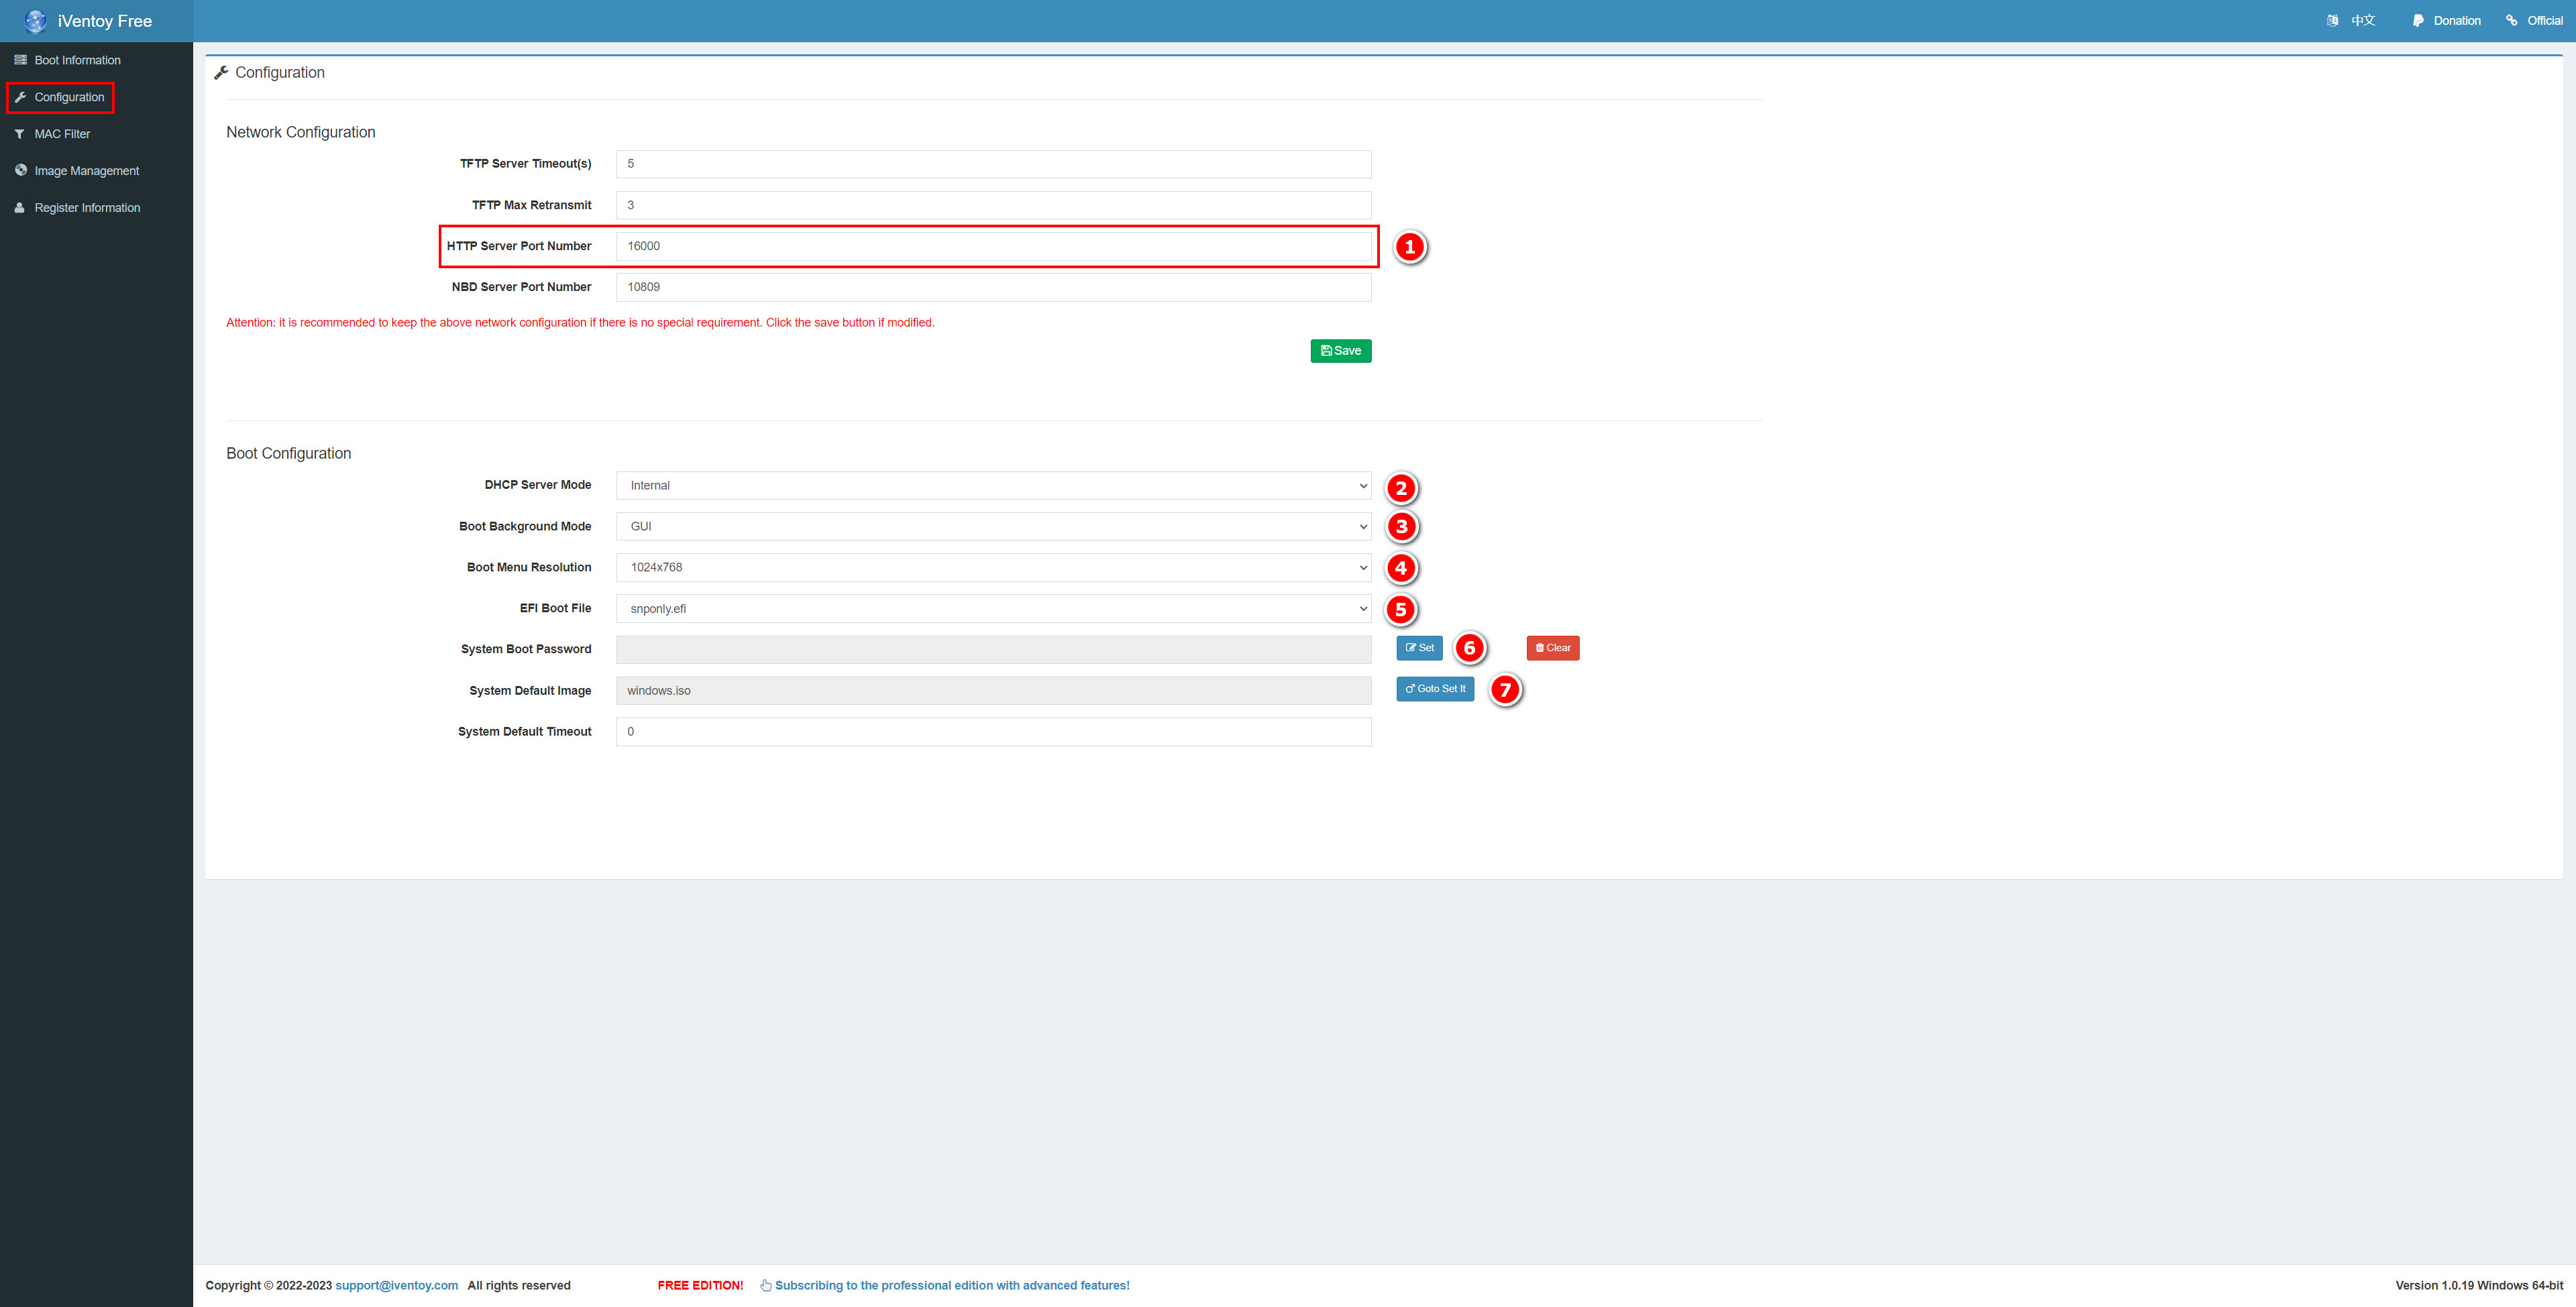 iVentoy Free
中文
Donation
Official
Boot Information
Configuration
MAC Filter
Image Management
Register Information
Configuration
Network Configuration
TFTP Server Timeout(s) 5
TFTP Max Retransmit 3
HTTP Server Port Number 16000 1
NBD Server Port Number 10809
Attention: it is recommended to keep the above network configuration if there is no special requirement. Click the save button if modified.
Save
Boot Configuration
DHCP Server Mode Internal 2
Boot Background Mode GUI 3
Boot Menu Resolution 1024x768 4
EFI Boot File snponly.efi 5
System Boot Password Set 6 Clear
System Default Image windows.iso Goto Set It 7
System Default Timeout 0
Copyright © 2022-2023 support@iventoy.com All rights reserved FREE EDITION! Subscribing to the professional edition with advanced features! Version 1.0.19 Windows 64-bit